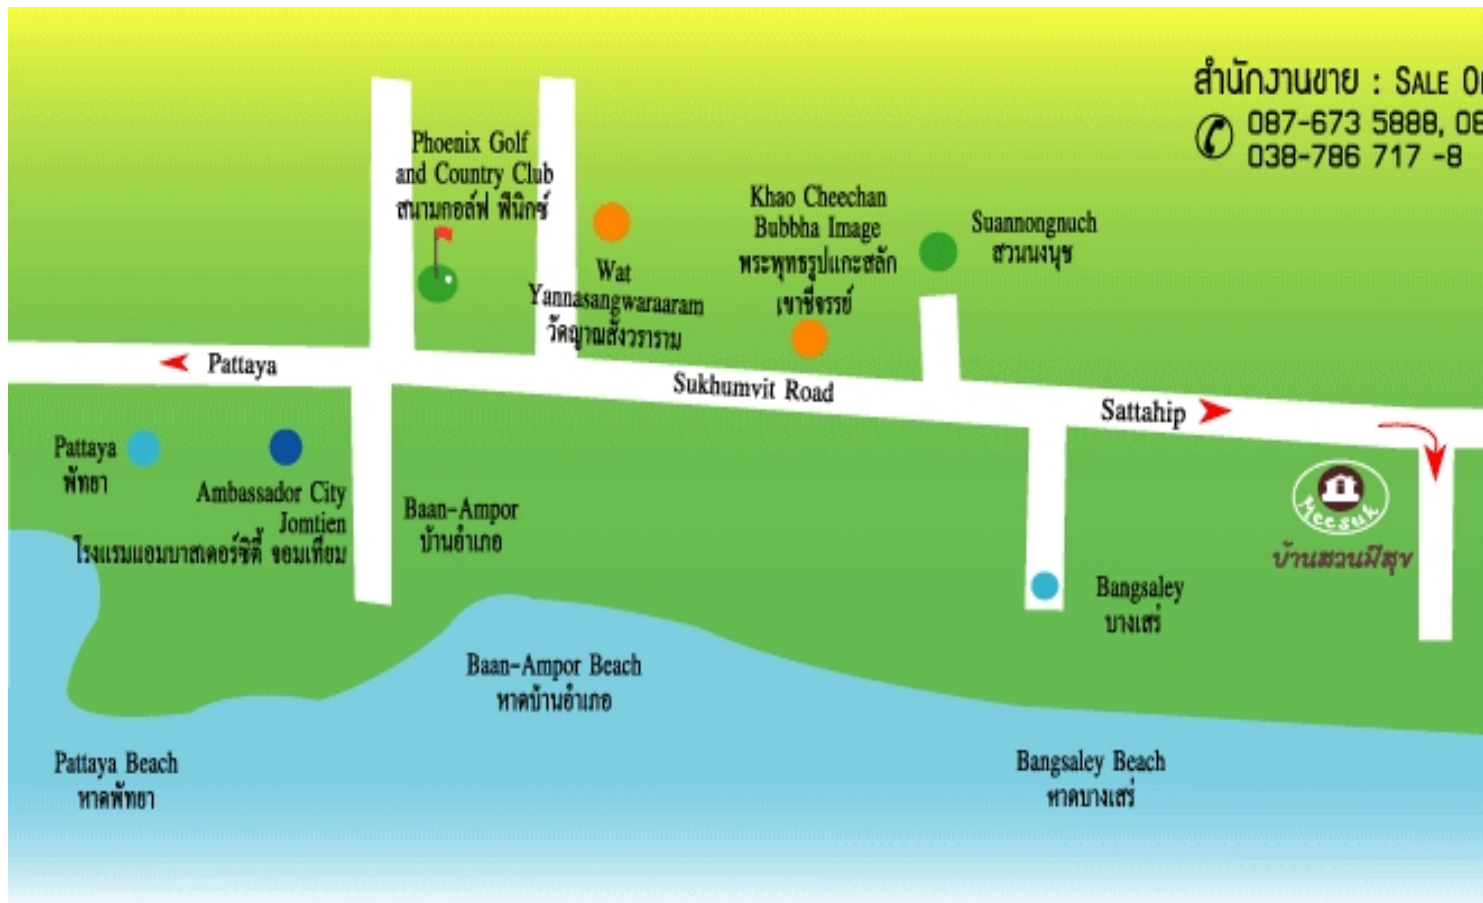 สำนักงานขาย : SALE
087-673 5888,
038-786 717 -8
Phoenix Golf
and Country Club
สนามกอล์ฟ ฟีนิกซ์
Wat
Yannasangwaraaram
วัดญาณสังวราราม
Khao Cheechan
Bubbha Image
พระพุทธรูปแกะสลัก
เขาชีจรรย์
Suannongnuch
สวนนงนุช
Pattaya
Sukhumvit Road
Sattahip
Pattaya
พัทยา
Ambassador City
Jomtien
โรงแรมแอมบาสเดอร์ซิตี้ จอมเทียม
Baan-Ampor
บ้านอำเภอ
Meesuk
บ้านสวนมีสุข
Bangsaley
บางเสร่
Baan-Ampor Beach
หาดบ้านอำเภอ
Pattaya Beach
หาดพัทยา
Bangsaley Beach
หาดบางเสร่